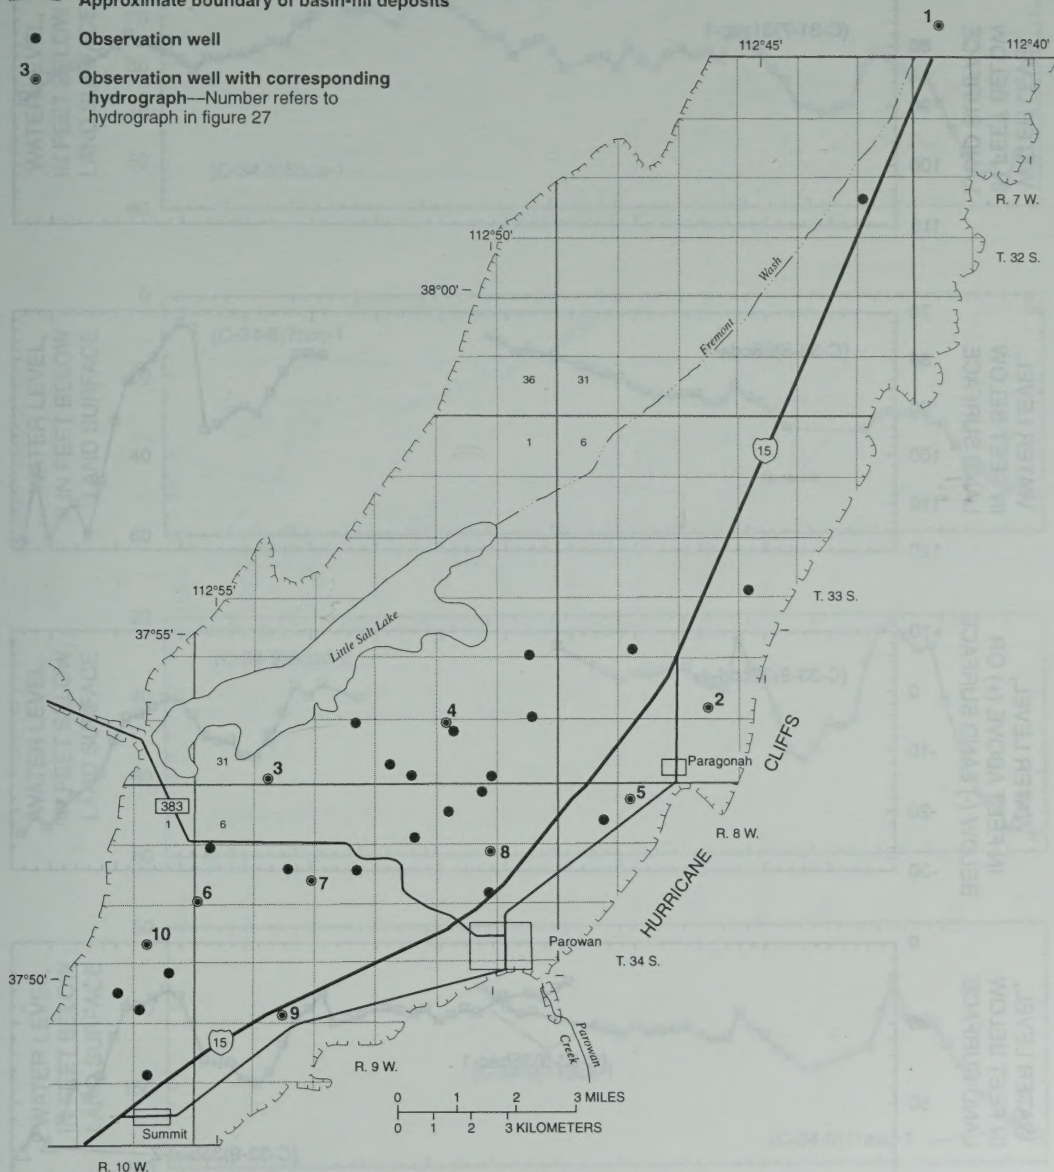 Approximate boundary of basin-fill deposits
Observation well
3 Observation well with corresponding
hydrograph—Number refers to
hydrograph in figure 27
1
112°45'
112°40'
R. 7 W.
112°50'
T. 32 S.
Wash
38°00'
Fremont
36 31
1 6
15
112°55'
T. 33 S.
37°55'
Little Salt Lake
4
2
Paragonah
CLIFFS
31
3
5
383
1 6
R. 8 W.
8
HURRICANE
7
6
10
Parowan
T. 34 S.
37°50'
9
15
Parowan
Creek
R. 9 W.
0 1 2 3 MILES
0 1 2 3 KILOMETERS
Summit
R. 10 W.